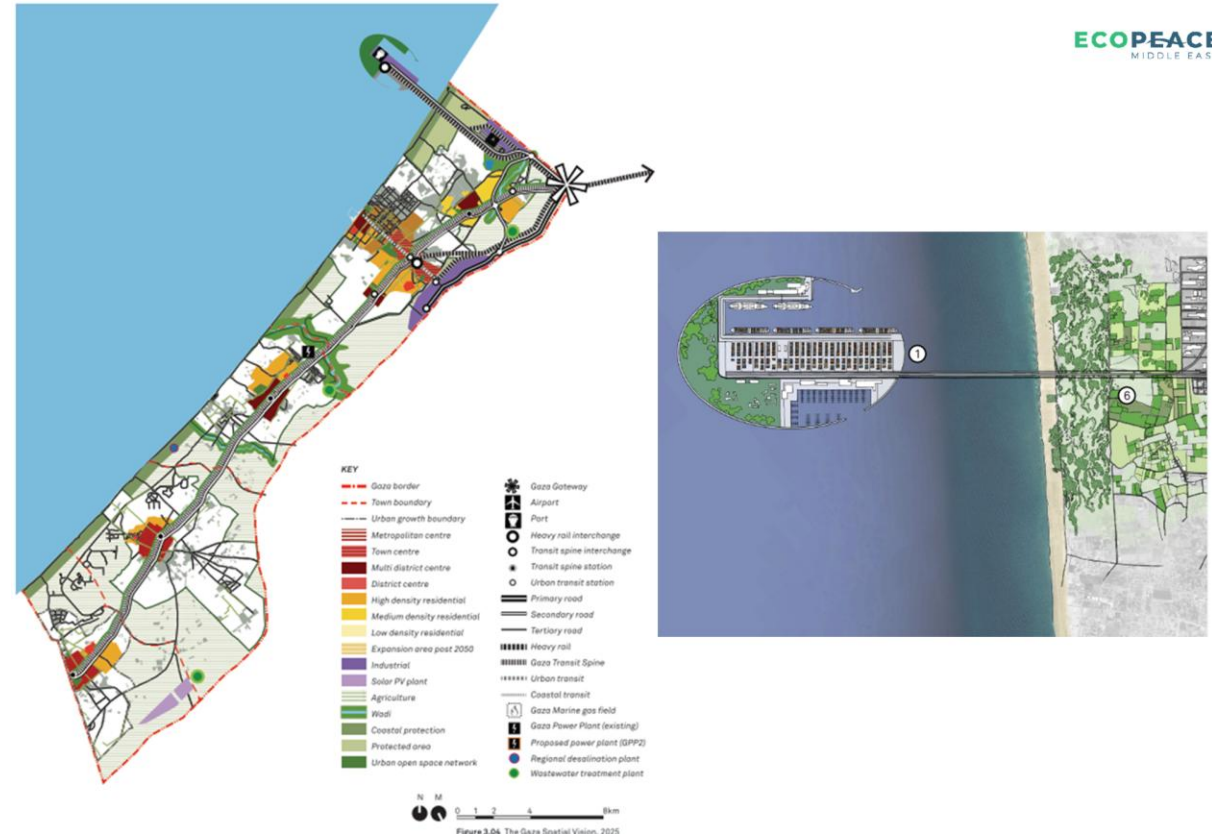 ECOPEACE
MIDDLE EAS
KEY
Gaza border
Town boundary
Urban growth boundary
Metropolitan centre
Town centre
Multi district centre
District centre
High density residential
Medium density residential
Low density residential
Expansion area post 2050
Industrial
Solar PV plant
Agriculture
Wadi
Coastal protection
Protected area
Urban open space network
Gaza Gateway
Airport
Port
Heavy rail interchange
Transit spine interchange
Transit spine station
Urban transit station
Primary road
Secondary road
Tertiary road
Heavy rail
Gaza Transit Spine
Urban transit
Coastal transit
Gaza Marine gas field
Gaza Power Plant (existing)
Proposed power plant (GPP2)
Regional desalination plant
Wastewater treatment plant
N M
0 1 2 4 8km
Figure 3.04 The Gaza Spatial Vision, 2025
1
6